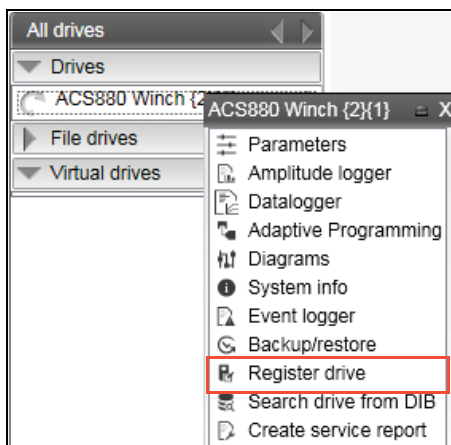 All drives
Drives
ACS880 Winch {2
ACS880 Winch {2}{1}
X
File drives
Virtual drives
Parameters
Amplitude logger
Datalogger
Adaptive Programming
Diagrams
System info
Event logger
Backup/restore
Register drive
Search drive from DIB
Create service report